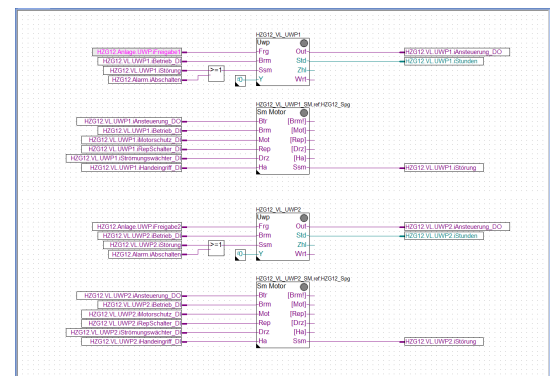 HZG12_VL_UWP1
Uwp
HZG12.Anlage.UWP.iFreigabe1 Frg Out HZG12.VL.UWP1.iAnsteuerung_DO
HZG12.VL.UWP1.iBetrieb_DI Brm Std HZG12.VL.UWP1.iStunden
HZG12.VL.UWP1.iStörung >=1 Ssm Zhl
HZG12.Alarm.iAbschalten 0 Y Wrt
HZG12_VL_UWP1_SM.ref:HZG12_Spg
Sm Motor
HZG12.VL.UWP1.iAnsteuerung_DO Btr [Brm!]
HZG12.VL.UWP1.iBetrieb_DI Brm [Mot]
HZG12.VL.UWP1.iMotorschutz_DI Mot [Rep]
HZG12.VL.UWP1.iRepSchalter_DI Rep [Drz]
HZG12.VL.UWP1.iStrömungswächter_DI Drz [Ha]
HZG12.VL.UWP1.iHandeingriff_DI Ha Ssm HZG12.VL.UWP1.iStörung
HZG12_VL_UWP2
Uwp
HZG12.Anlage.UWP.iFreigabe2 Frg Out HZG12.VL.UWP2.iAnsteuerung_DO
HZG12.VL.UWP2.iBetrieb_DI Brm Std HZG12.VL.UWP2.iStunden
HZG12.VL.UWP2.iStörung >=1 Ssm Zhl
HZG12.Alarm.iAbschalten 0 Y Wrt
HZG12_VL_UWP2_SM.ref:HZG12_Spg
Sm Motor
HZG12.VL.UWP2.iAnsteuerung_DO Btr [Brm!]
HZG12.VL.UWP2.iBetrieb_DI Brm [Mot]
HZG12.VL.UWP2.iMotorschutz_DI Mot [Rep]
HZG12.VL.UWP2.iRepSchalter_DI Rep [Drz]
HZG12.VL.UWP2.iStrömungswächter_DI Drz [Ha]
HZG12.VL.UWP2.iHandeingriff_DI Ha Ssm HZG12.VL.UWP2.iStörung